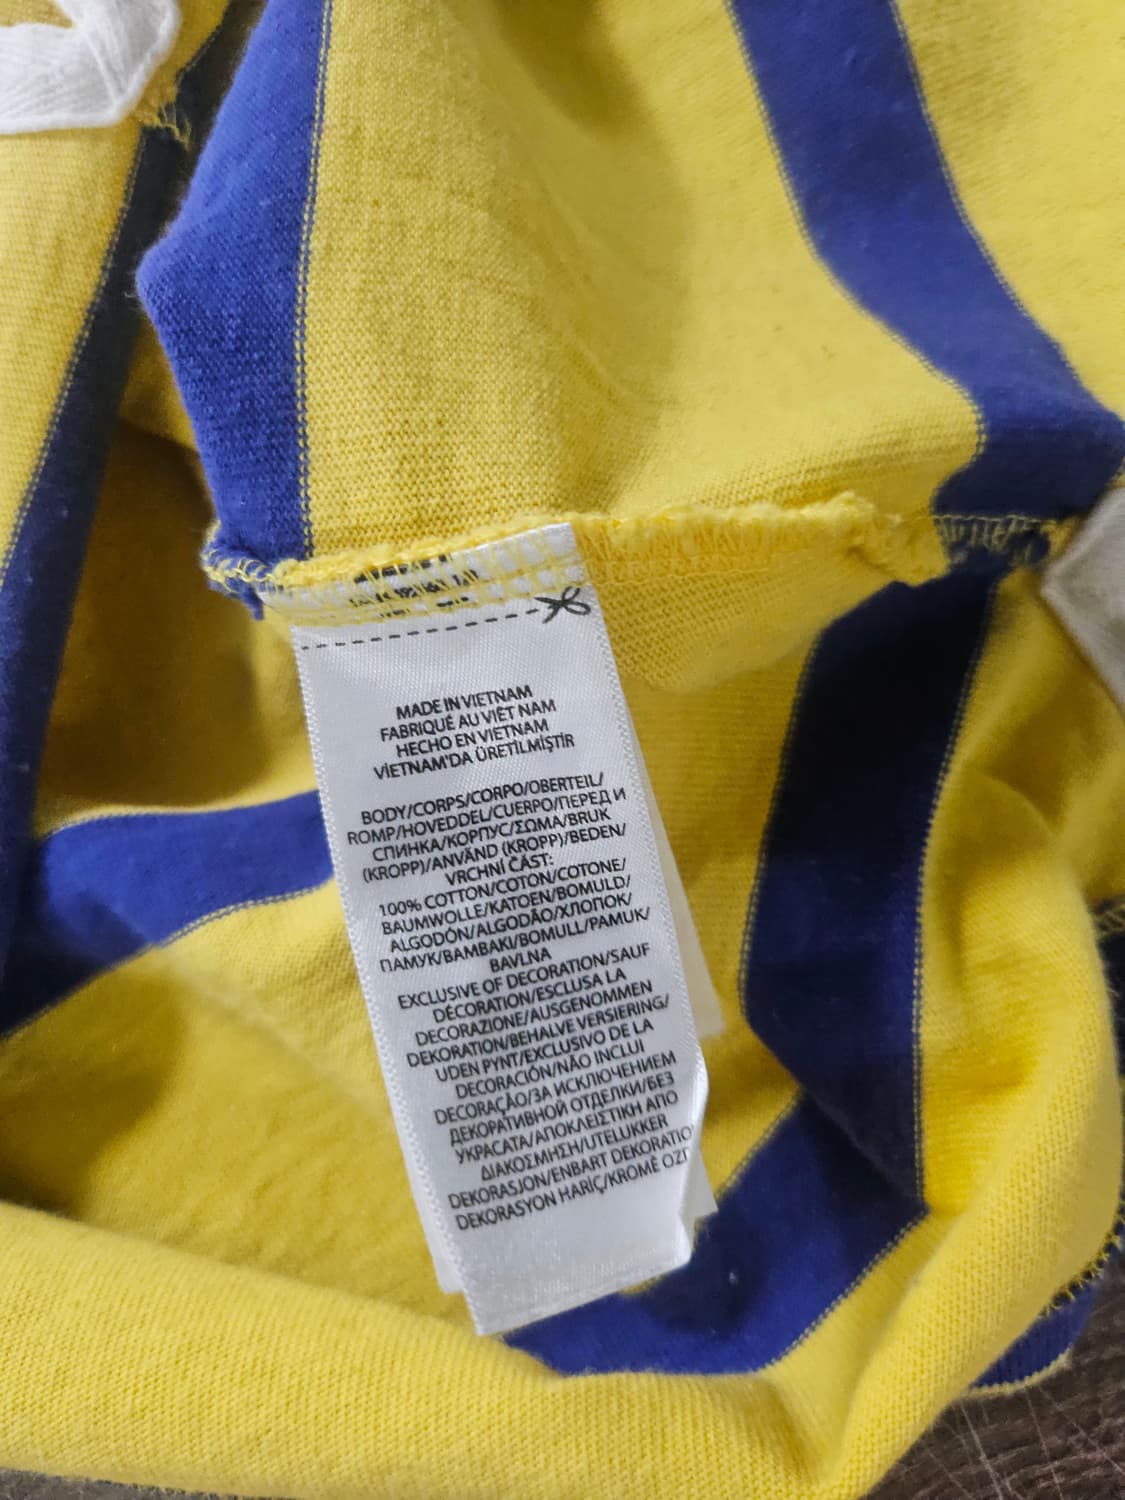 MADE IN VIETNAM
FABRIQUÉ AU VIÊT NAM
HECHO EN VIETNAM
VİETNAM'DA ÜRETİLMİŞTİR
BODY/CORPS/CORPO/OBERTEIL/
ROMP/HOVEDDEL/CUERPO/ПЕРЕД И
СПИНКА/КОРПУС/ΣΩΜΑ/BRUK
(KROPP)/ANVÄND (KROPP)/BEDEN/
VRCHNÍ ČÁST:
100% COTTON/COTON/COTONE/
BAUMWOLLE/KATOEN/BOMULD/
ALGODÓN/ALGODÃO/ХЛОПОК/
ПАМУК/ΒΑΜΒΑΚΙ/BOMULL/PAMUK/
BAVLNA
EXCLUSIVE OF DECORATION/SAUF
DÉCORATION/ESCLUSA LA
DECORAZIONE/AUSGENOMMEN
DEKORATION/BEHALVE VERSIERING/
UDEN PYNT/EXCLUSIVO DE LA
DECORACIÓN/NÃO INCLUI
DECORAÇÃO/ЗА ИСКЛЮЧЕНИЕМ
ДЕКОРАТИВНОЙ ОТДЕЛКИ/БЕЗ
УКРАСАТА/ΑΠΟΚΛΕΙΣΤΙΚΗ ΑΠΟ
ΔΙΑΚΟΣΜΗΣΗ/UTELUKKER
DEKORASJON/ENBART DEKORATIO
DEKORASYON HARİÇ/KROMĚ OZD